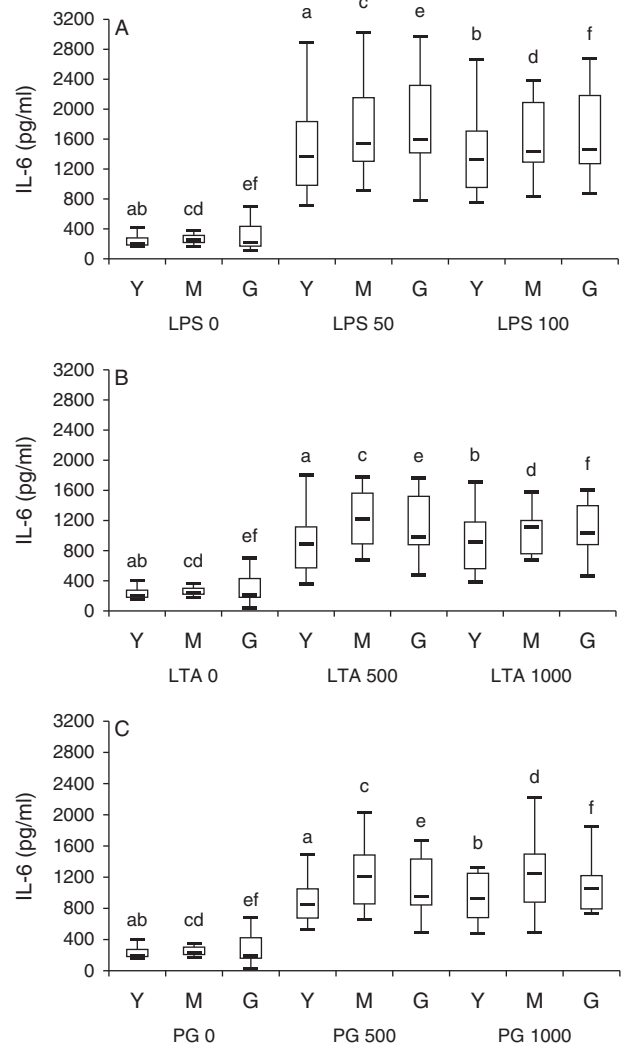 A
a c e b d f
3200
2800
2400
2000
1600
1200
800
400
0
IL-6 (pg/ml)
ab cd ef
Y M G Y M G Y M G
LPS 0 LPS 50 LPS 100
B
3200
2800
2400
2000
1600
1200
800
400
0
IL-6 (pg/ml)
a c e b d f
ab cd ef
Y M G Y M G Y M G
LTA 0 LTA 500 LTA 1000
C
3200
2800
2400
2000
1600
1200
800
400
0
IL-6 (pg/ml)
a c e b d f
ab cd ef
Y M G Y M G Y M G
PG 0 PG 500 PG 1000